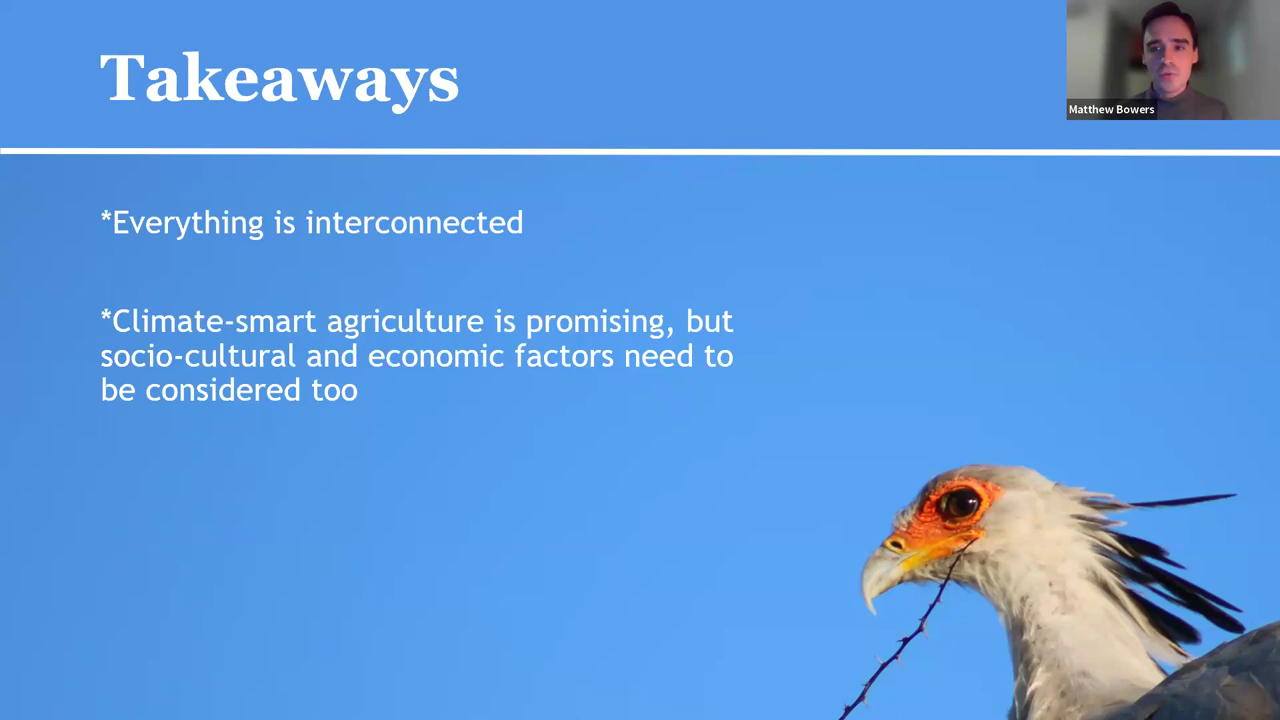 Takeaways
Matthew Bowers
*Everything is interconnected
*Climate-smart agriculture is promising, but
socio-cultural and economic factors need to
be considered too